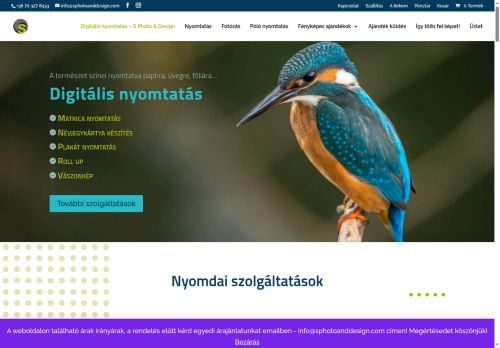 +36 70 327 8433 info@sphotoanddesign.com Kapcsolat Szállítás A fiókom Pénztár Kosár 0 Termék
Digitális nyomtatás – S Photo & Design Nyomtatás Fotózás Póló nyomtatás Fényképes ajándékok Ajándék küldés Így tölts fel képet! Üzlet
A természet színei nyomtatva papírra, üvegre, fóliára…
Digitális nyomtatás
Matrica nyomtatás
Névjegykártya készítés
Plakát nyomtatás
Roll up
Vászonkép
További szolgáltatások
Nyomdai szolgáltatások
A weboldalon található árak irányárak, a rendelés előtt kérd egyedi árajánlatunkat emailben - info@sphotoanddesign.com címen! Megértésedet köszönjük!
Bezárás